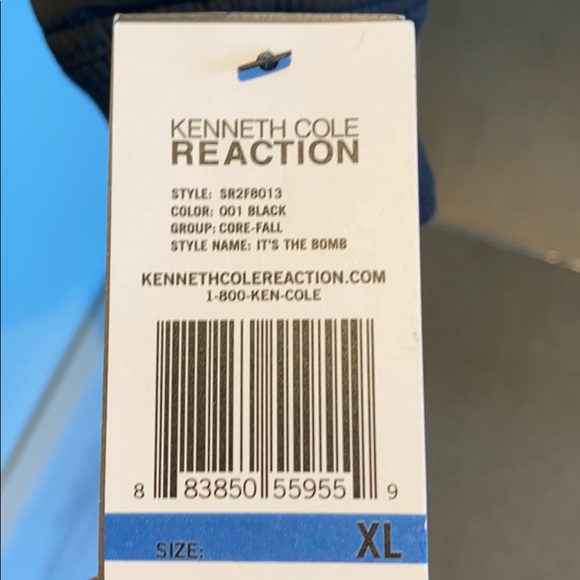 KENNETH COLE
REACTION
STYLE: SR2F8013
COLOR: 001 BLACK
GROUP: CORE-FALL
STYLE NAME: IT'S THE BOMB
KENNETHCOLEREACTION.COM
1-800-KEN-COLE
8 83850 55955 9
SIZE: XL